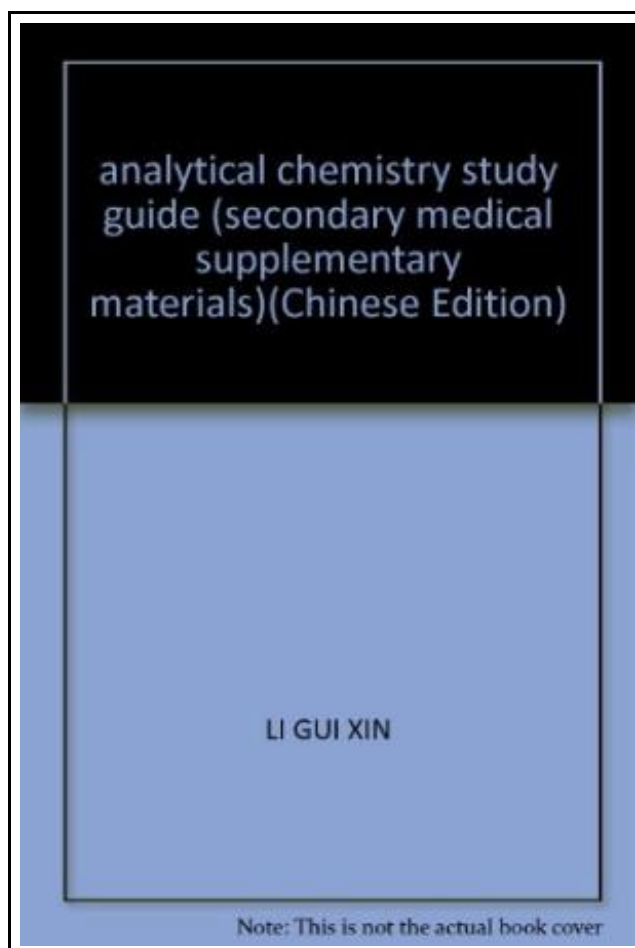 analytical chemistry study
guide (secondary medical
supplementary
materials)(Chinese Edition)
LI GUI XIN
Note: This is not the actual book cover